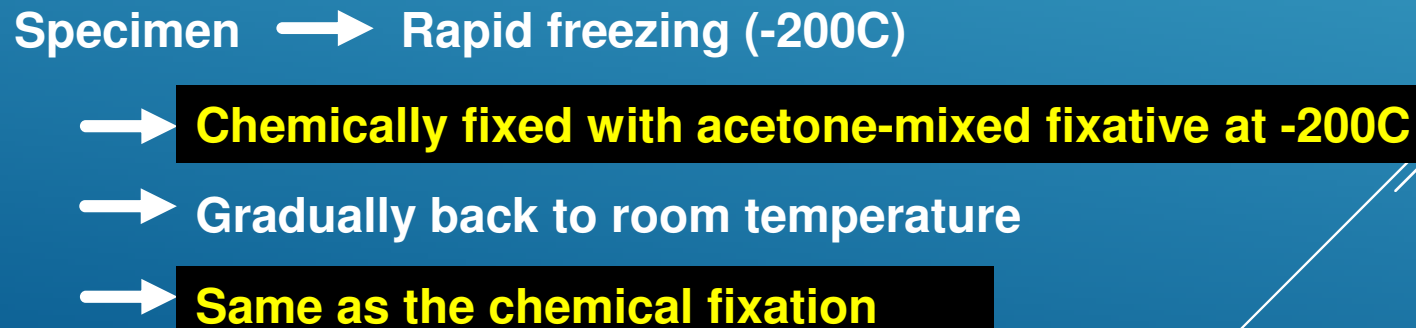 Specimen → Rapid freezing (-200C)
→ Chemically fixed with acetone-mixed fixative at -200C
→ Gradually back to room temperature
→ Same as the chemical fixation